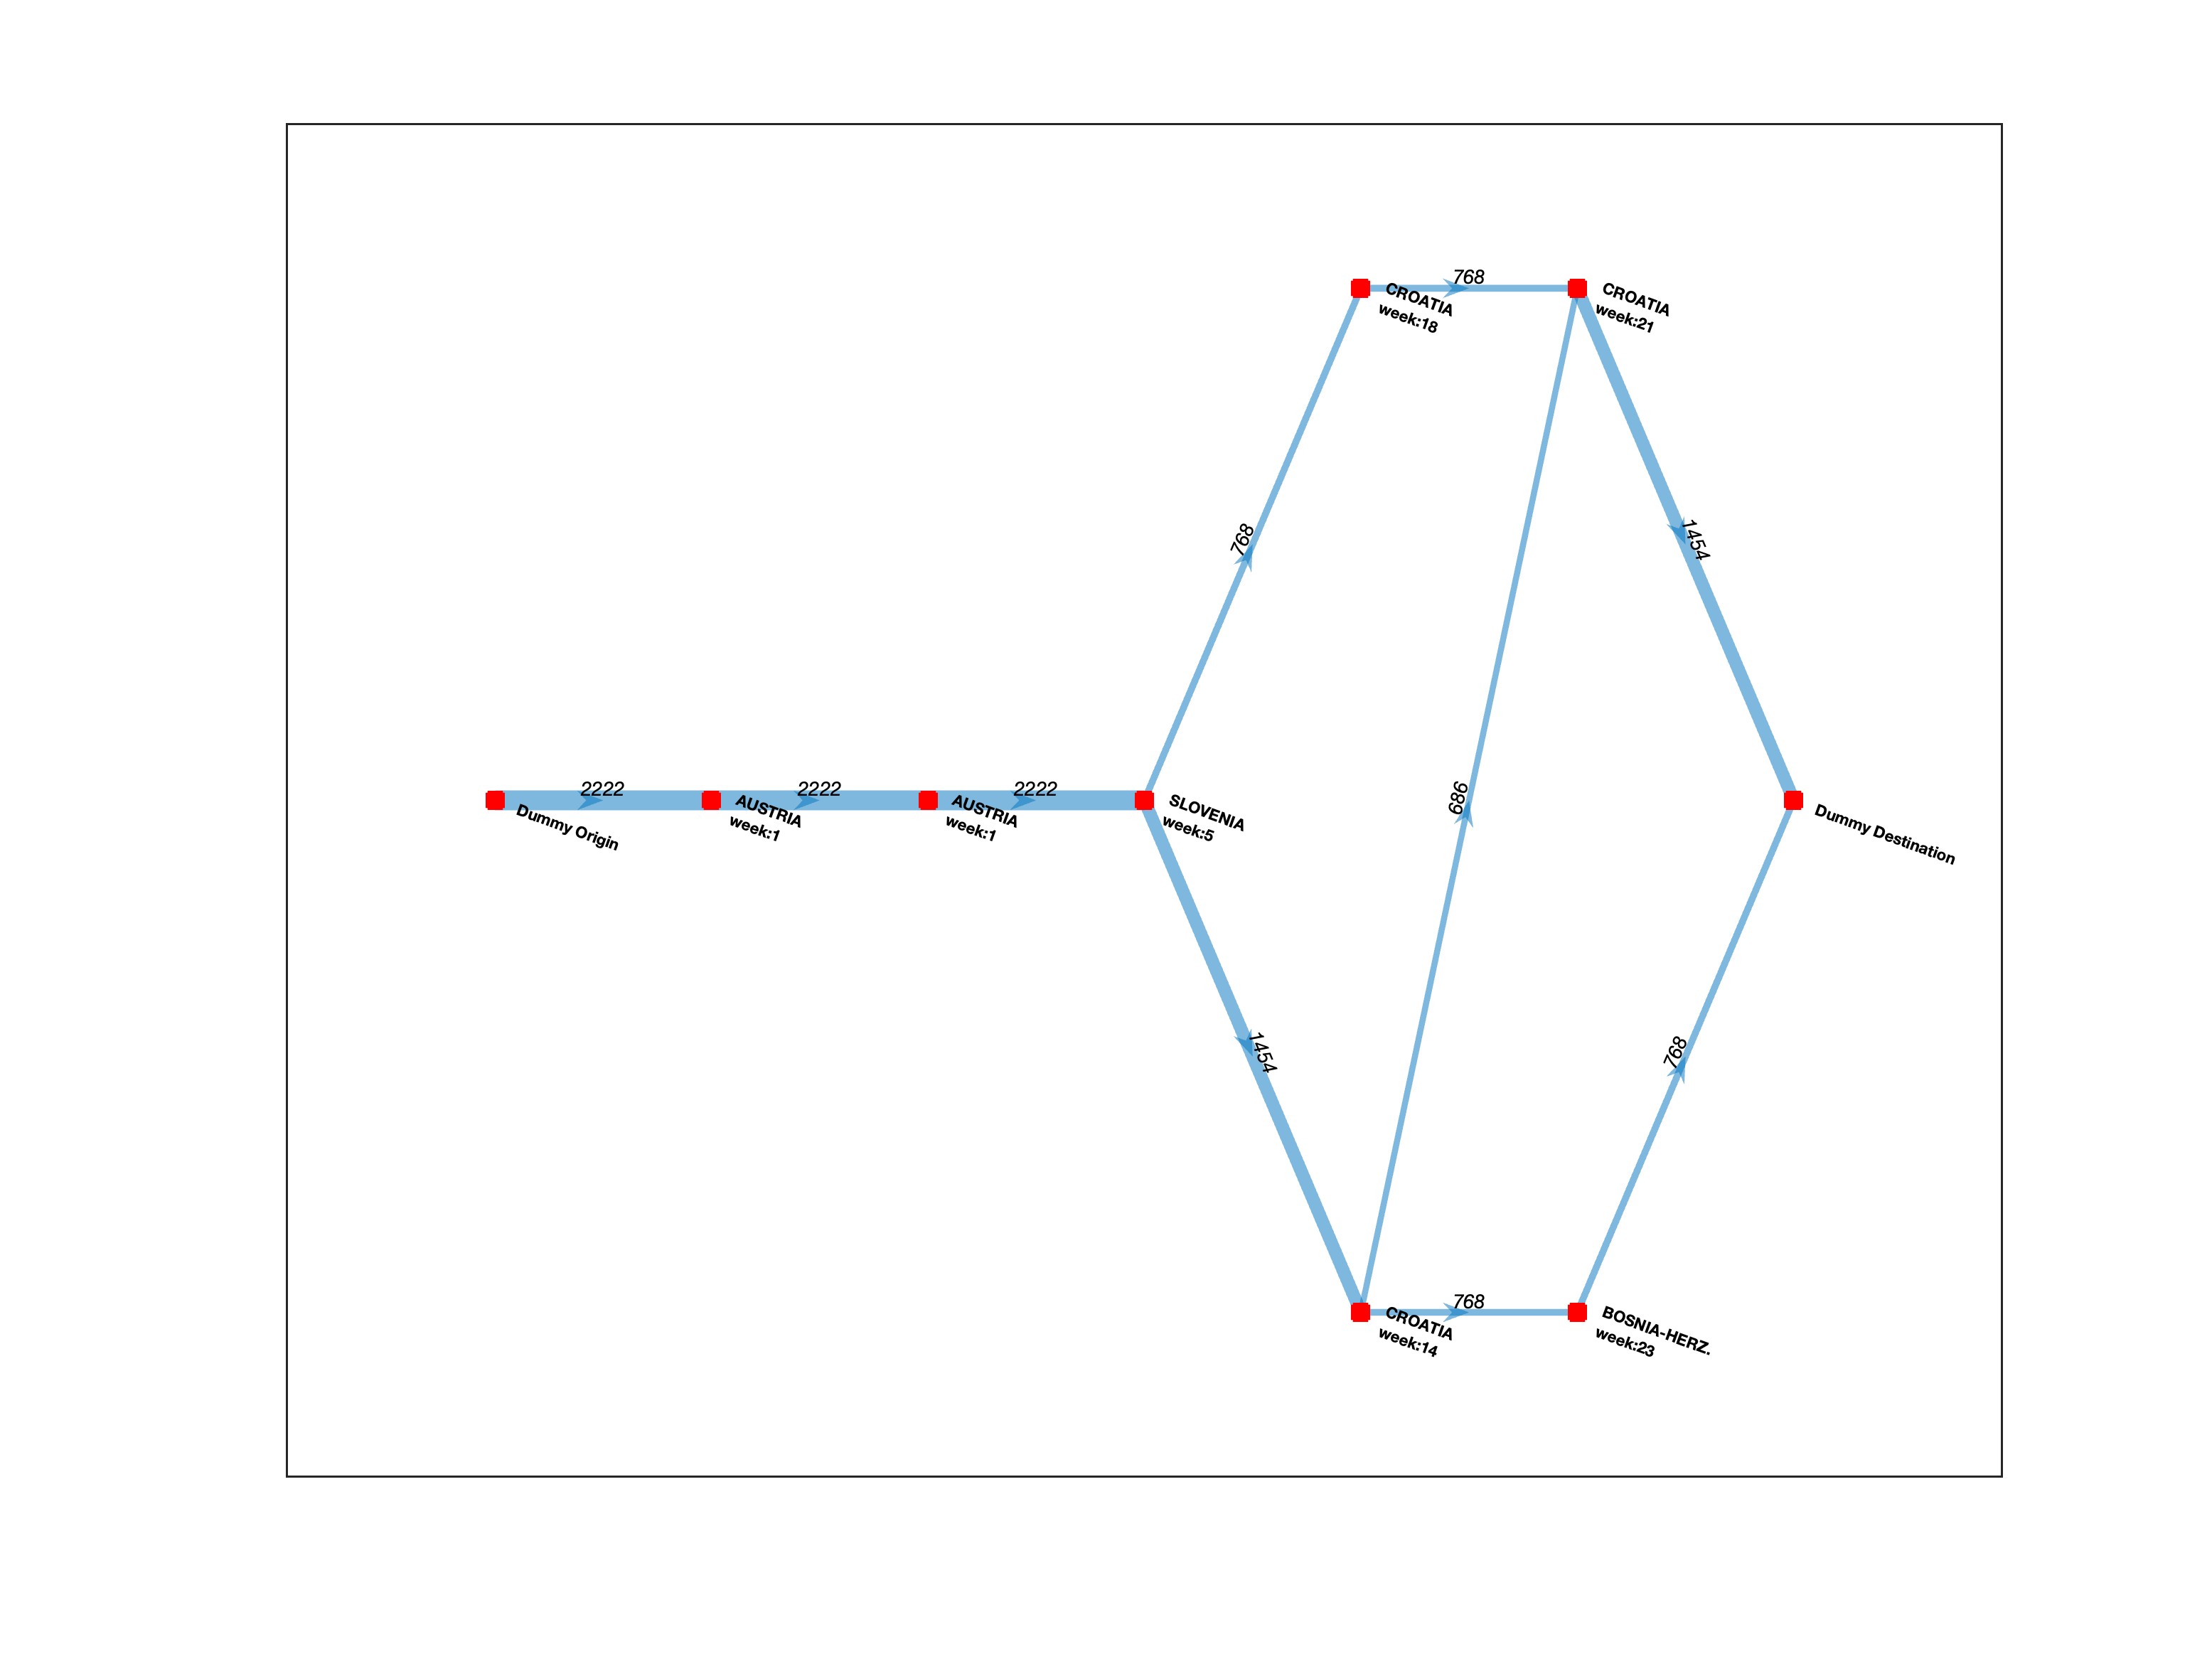 768
CROATIA
week:18
CROATIA
week:21
768
1454
2222
2222
2222
Dummy Origin
AUSTRIA
week:1
AUSTRIA
week:1
SLOVENIA
week:5
686
Dummy Destination
1454
768
768
CROATIA
week:14
BOSNIA-HERZ.
week:23